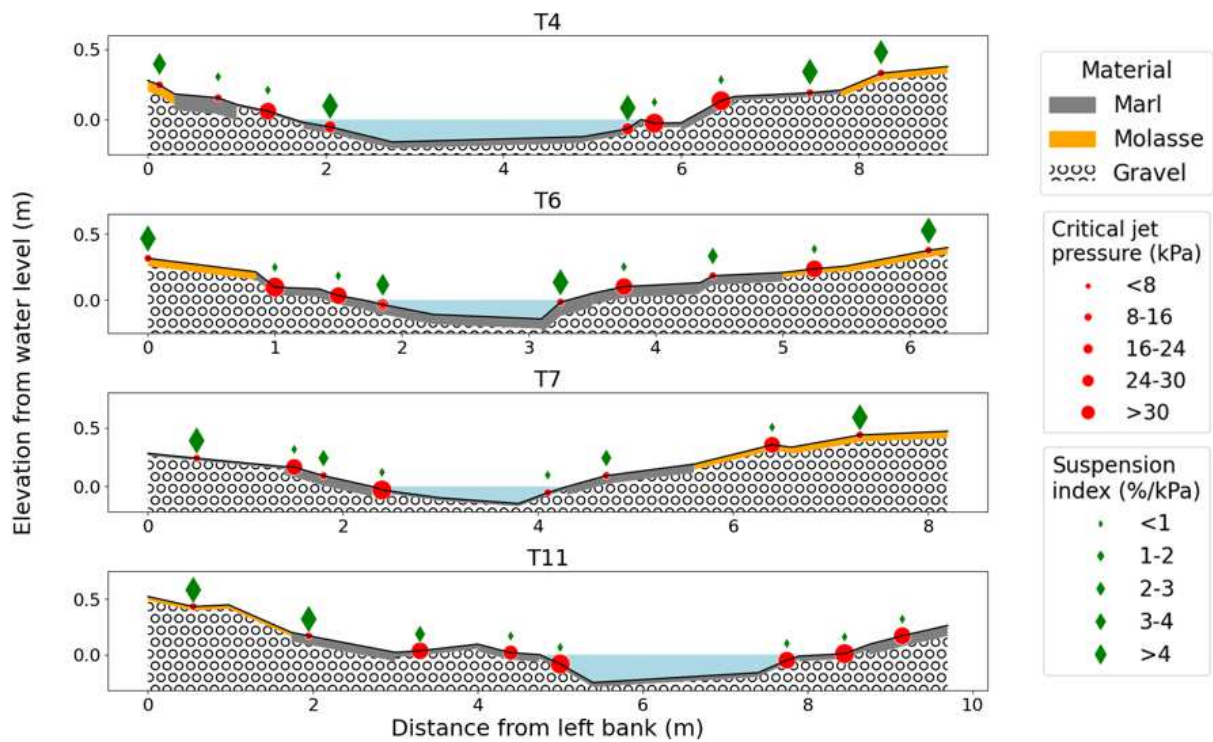 T4
0.5
0.0
0 2 4 6 8
T6
0.5
0.0
0 1 2 3 4 5 6
T7
0.5
0.0
0 2 4 6 8
T11
0.5
0.0
0 2 4 6 8 10
Elevation from water level (m)
Distance from left bank (m)
Material
Marl
Molasse
Gravel
Critical jet
pressure (kPa)
<8
8-16
16-24
24-30
>30
Suspension
index (%/kPa)
<1
1-2
2-3
3-4
>4